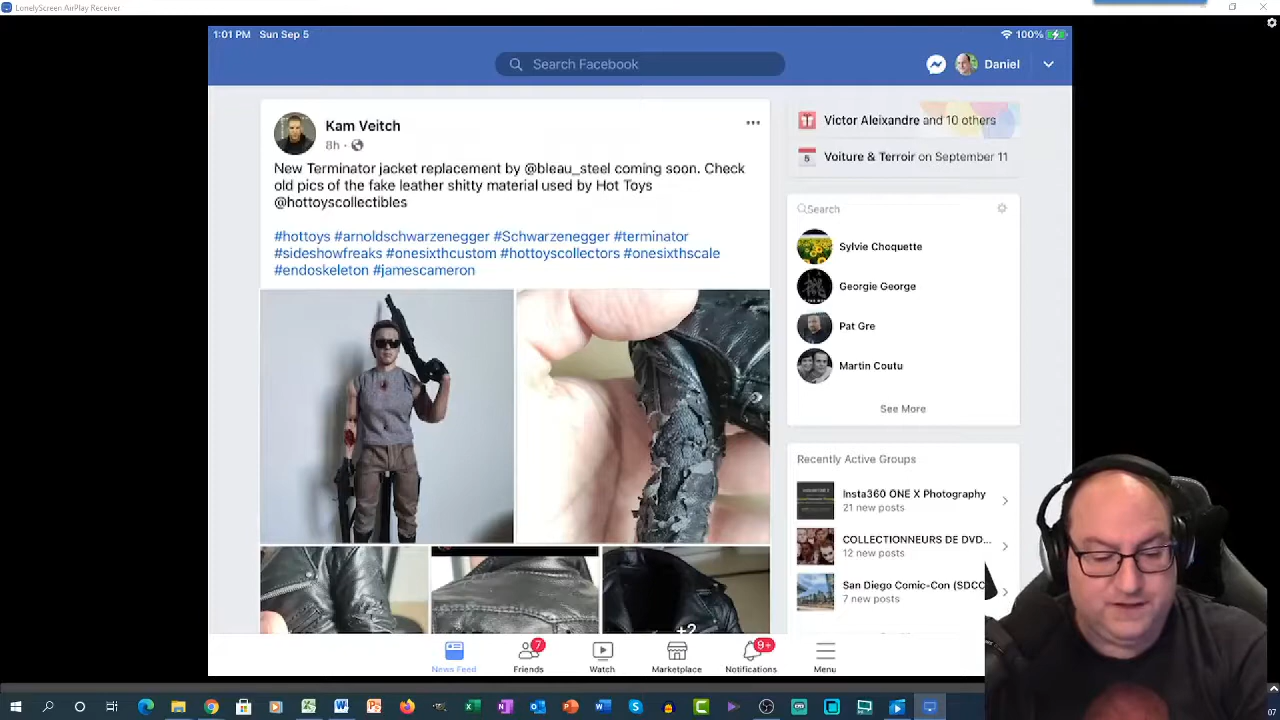 LonelyScreen AirPlay Receiver
1:01 PM Sun Sep 5
100%
Search Facebook
Daniel
Kam Veitch
8h ·
New Terminator jacket replacement by @bleau_steel coming soon. Check
old pics of the fake leather shitty material used by Hot Toys
@hottoyscollectibles
#hottoys #arnoldschwarzenegger #Schwarzenegger #terminator
#sideshowfreaks #onesixthcustom #hottoyscollectors #onesixthscale
#endoskeleton #jamescameron
+2
Victor Aleixandre and 10 others
Voiture & Terroir on September 11
Search
Sylvie Choquette
Georgie George
Pat Gre
Martin Coutu
See More
Recently Active Groups
Insta360 ONE X Photography
21 new posts
COLLECTIONNEURS DE DVD...
12 new posts
San Diego Comic-Con (SDCC
7 new posts
News Feed
7
Friends
Watch
Marketplace
9+
Notifications
Menu
07